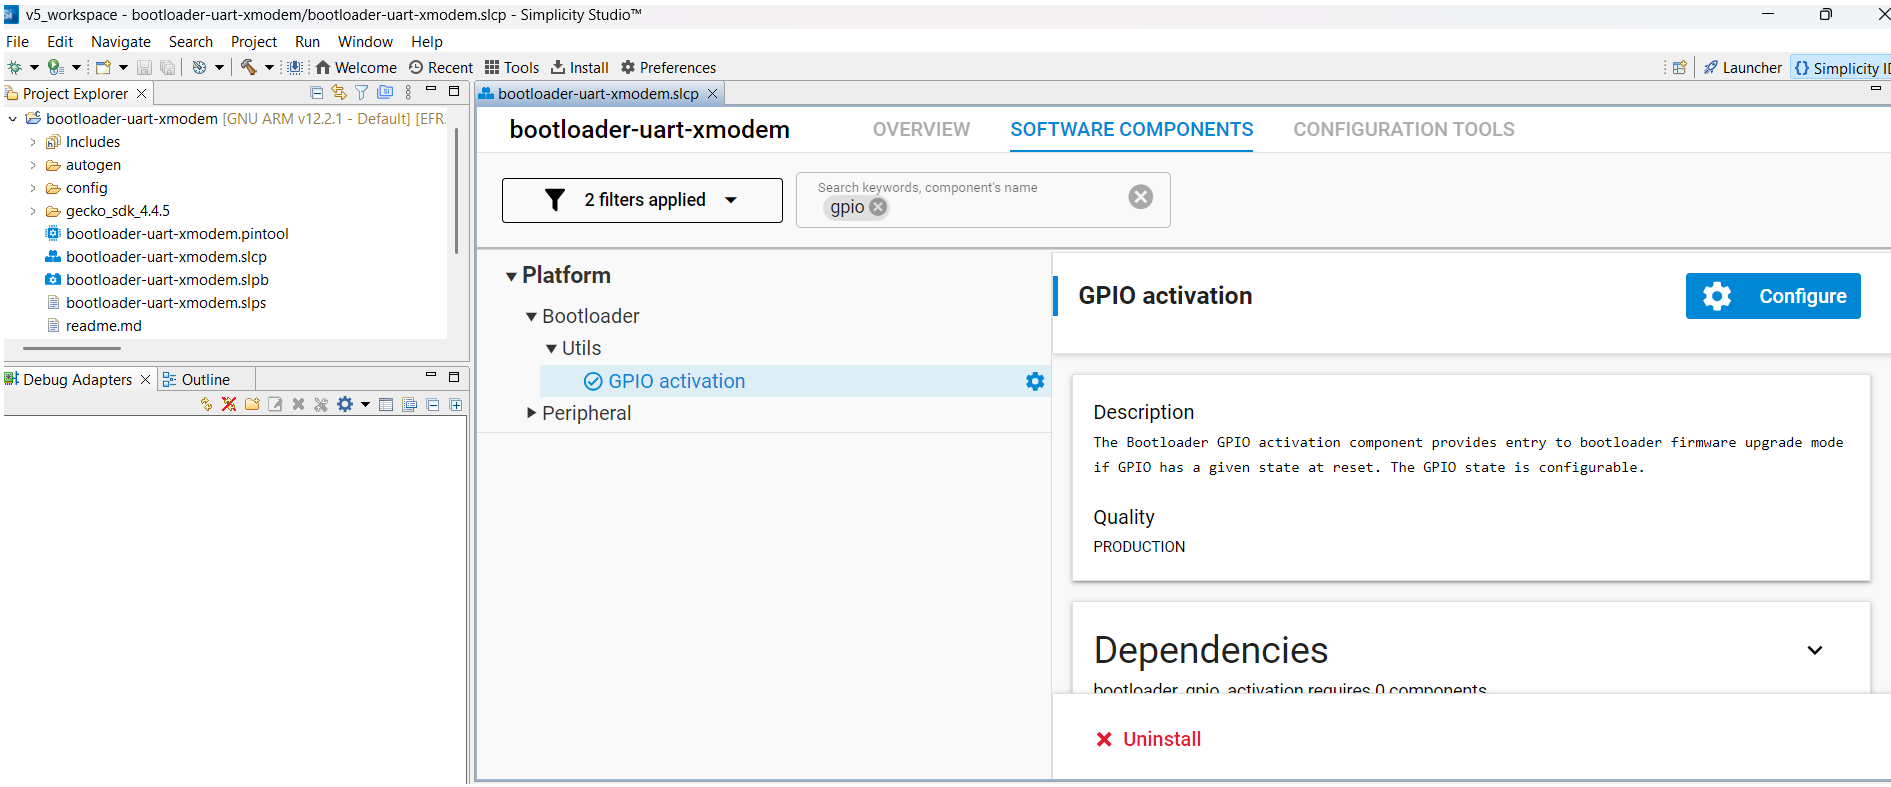 v5_workspace - bootloader-uart-xmodem/bootloader-uart-xmodem.slcp - Simplicity Studio™
File Edit Navigate Search Project Run Window Help
Welcome Recent Tools Install Preferences Launcher Simplicity
Project Explorer
bootloader-uart-xmodem [GNU ARM v12.2.1 - Default] [EFR
Includes
autogen
config
gecko_sdk_4.4.5
bootloader-uart-xmodem.pintool
bootloader-uart-xmodem.slcp
bootloader-uart-xmodem.slpb
bootloader-uart-xmodem.slps
readme.md
Debug Adapters Outline
bootloader-uart-xmodem.slcp
bootloader-uart-xmodem OVERVIEW SOFTWARE COMPONENTS CONFIGURATION TOOLS
2 filters applied
Search keywords, component's name
gpio
Platform
Bootloader
Utils
GPIO activation
Peripheral
GPIO activation
Configure
Description
The Bootloader GPIO activation component provides entry to bootloader firmware upgrade mode
if GPIO has a given state at reset. The GPIO state is configurable.
Quality
PRODUCTION
Dependencies
bootloader_gpio_activation requires 0 components
Uninstall